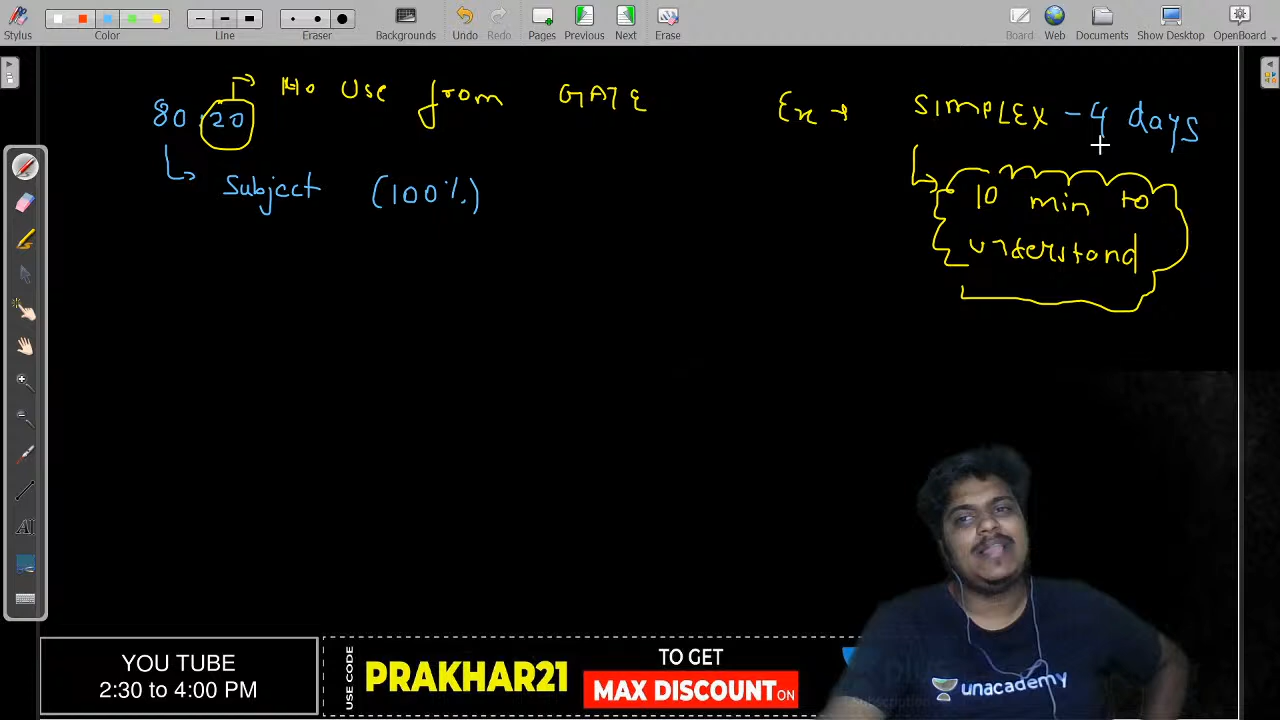 Stylus
Color
Line
Eraser
Backgrounds
Undo
Redo
Pages
Previous
Next
Erase
Board
Web
Documents
Show Desktop
OpenBoard
80 20 → No Use from GATE
Subject (100%)
Ex → SIMPLEX - 4 days
10 min to
understand
YOU TUBE
2:30 to 4:00 PM
USE CODE
PRAKHAR21
TO GET
MAX DISCOUNT ON
plus
Subscription
unacademy